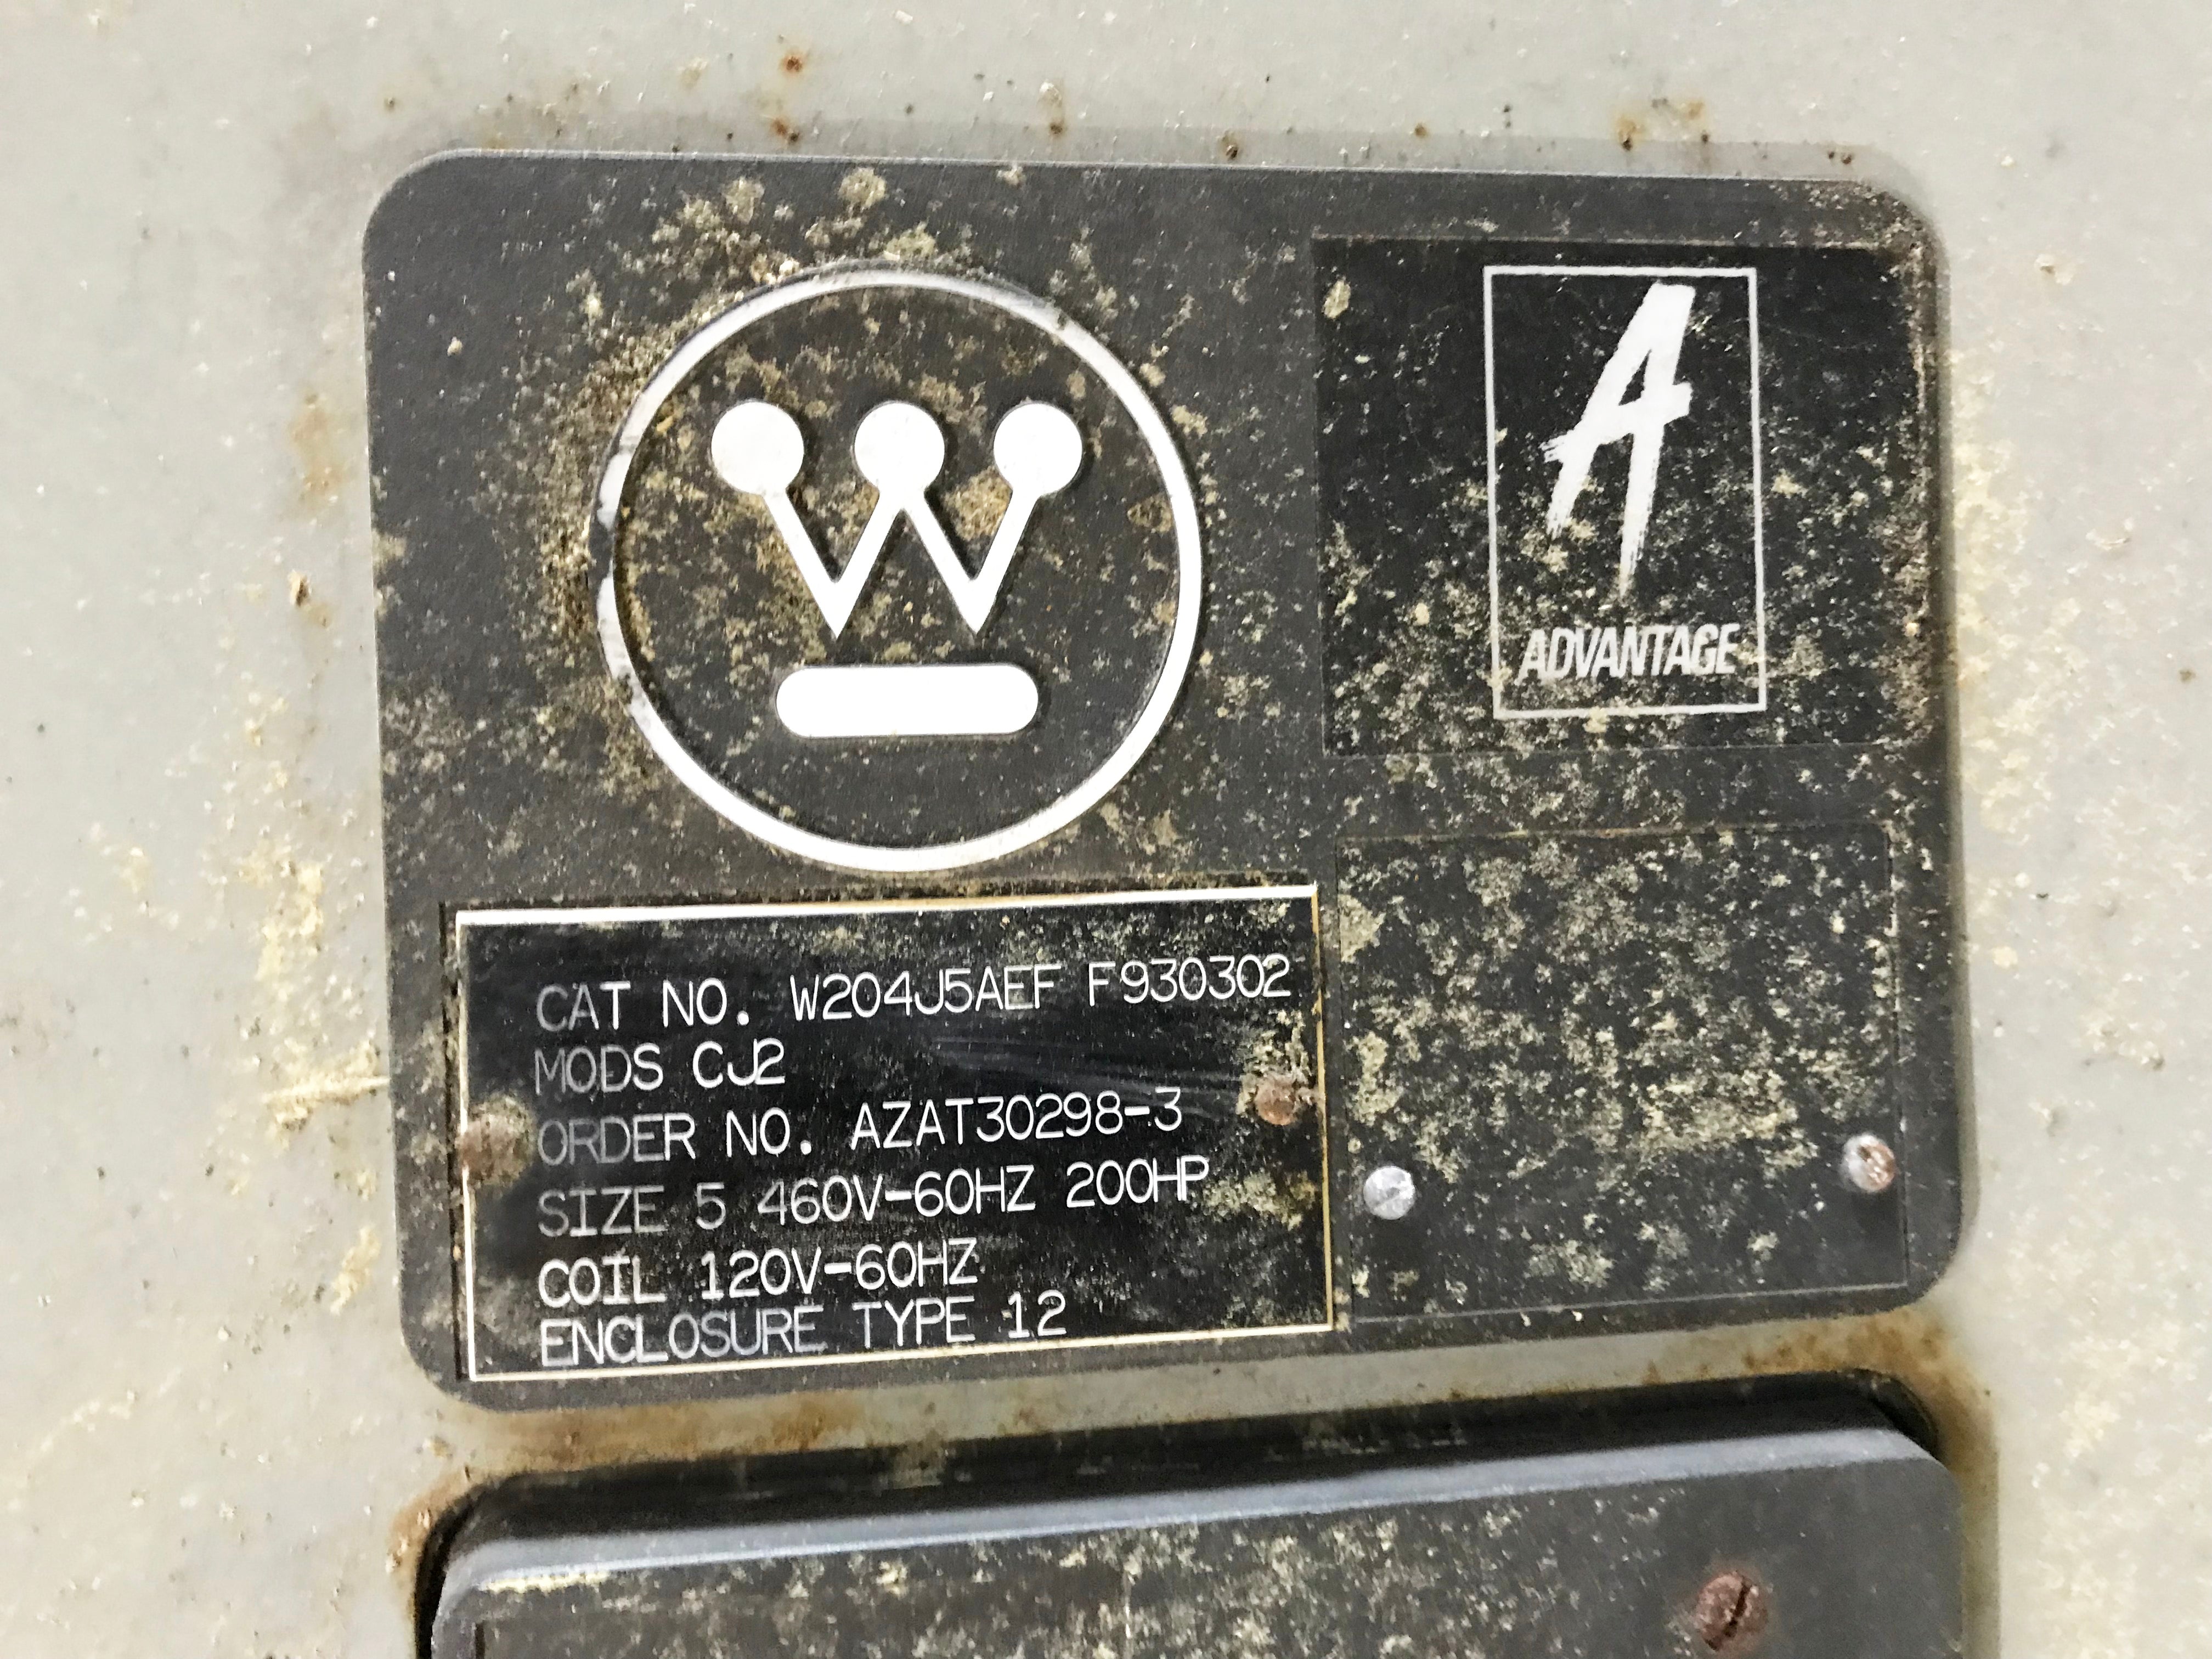 W
A
ADVANTAGE
CAT NO. W204J5AEF F930302
MODS CJ2
ORDER NO. AZAT30298-3
SIZE 5 460V-60HZ 200HP
COIL 120V-60HZ
ENCLOSURE TYPE 12